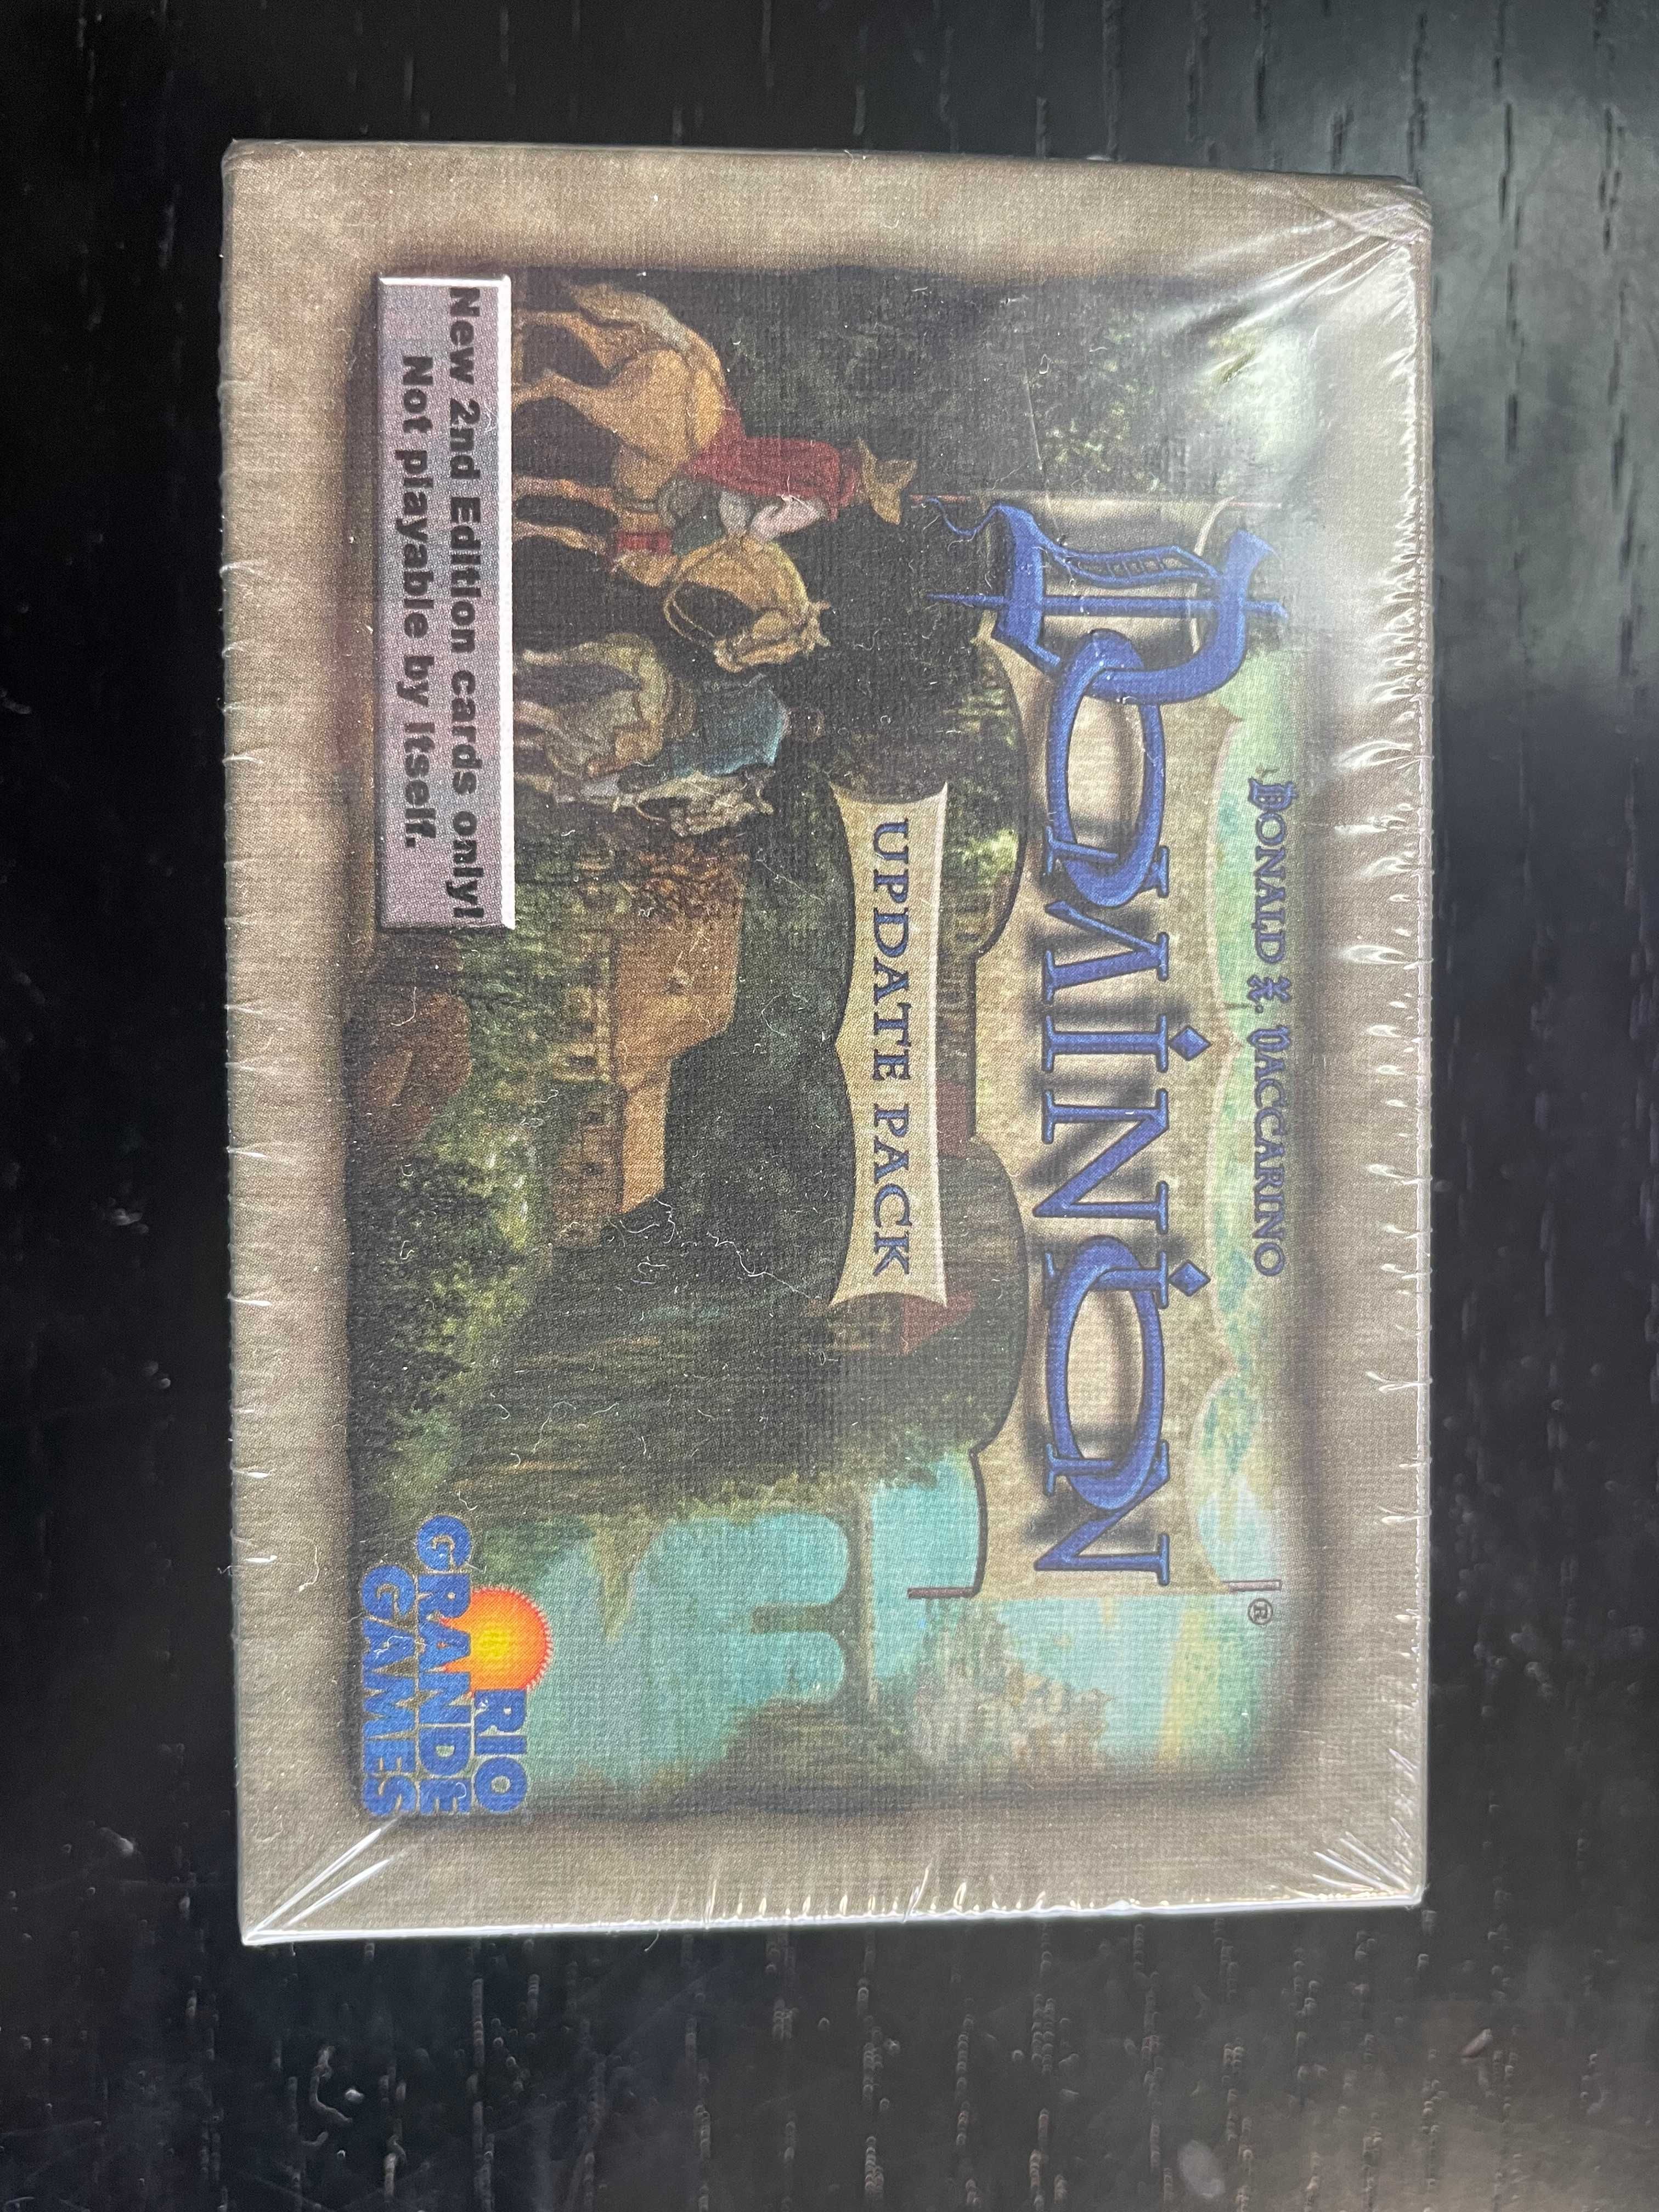 DONALD X. VACCARINO
DOMINION®
UPDATE PACK
New 2nd Edition cards only!
Not playable by itself.
RIO
GRANDE
GAMES